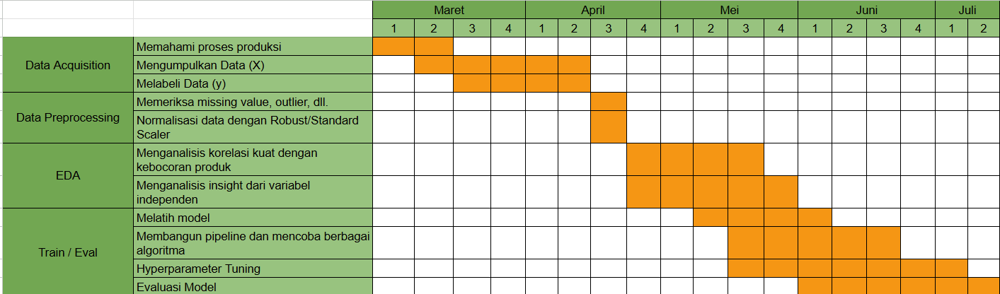 Maret April Mei Juni Juli
1 2 3 4 1 2 3 4 1 2 3 4 1 2 3 4 1 2
Data Acquisition
Memahami proses produksi
Mengumpulkan Data (X)
Melabeli Data (y)
Data Preprocessing
Memeriksa missing value, outlier, dll.
Normalisasi data dengan Robust/Standard
Scaler
EDA
Menganalisis korelasi kuat dengan
kebocoran produk
Menganalisis insight dari variabel
independen
Train / Eval
Melatih model
Membangun pipeline dan mencoba berbagai
algoritma
Hyperparameter Tuning
Evaluasi Model